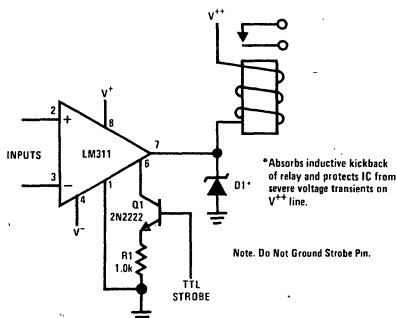 V++
V+
2
+
8
LM311
7
INPUTS
6
3
−
4
1
V−
Q1
2N2222
R1
1.0k
TTL
STROBE
D1*
*Absorbs inductive kickback
of relay and protects IC from
severe voltage transients on
V++ line.
Note. Do Not Ground Strobe Pin.